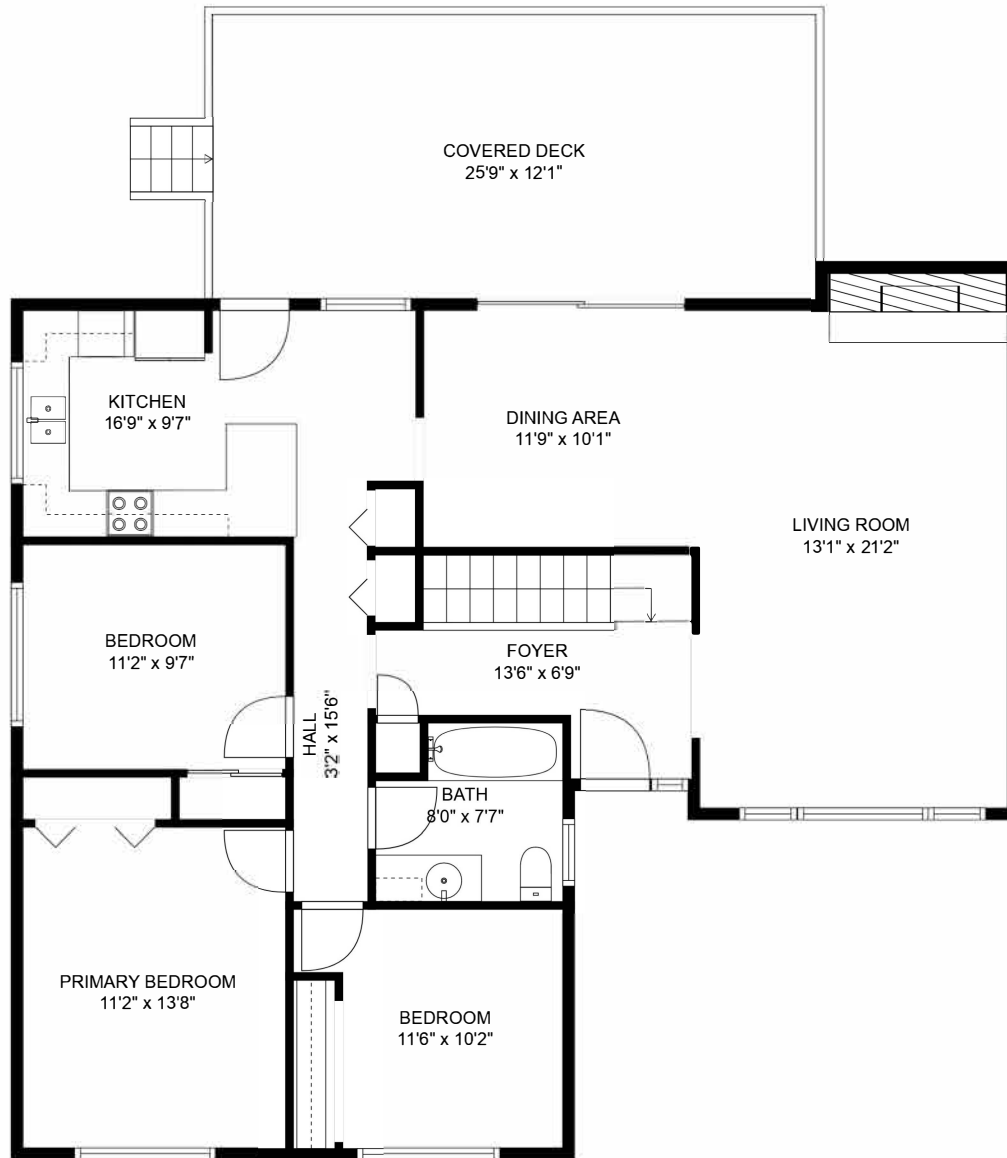 COVERED DECK
25'9" x 12'1"
KITCHEN
16'9" x 9'7"
DINING AREA
11'9" x 10'1"
LIVING ROOM
13'1" x 21'2"
BEDROOM
11'2" x 9'7"
FOYER
13'6" x 6'9"
HALL
3'2" x 15'6"
BATH
8'0" x 7'7"
PRIMARY BEDROOM
11'2" x 13'8"
BEDROOM
11'6" x 10'2"